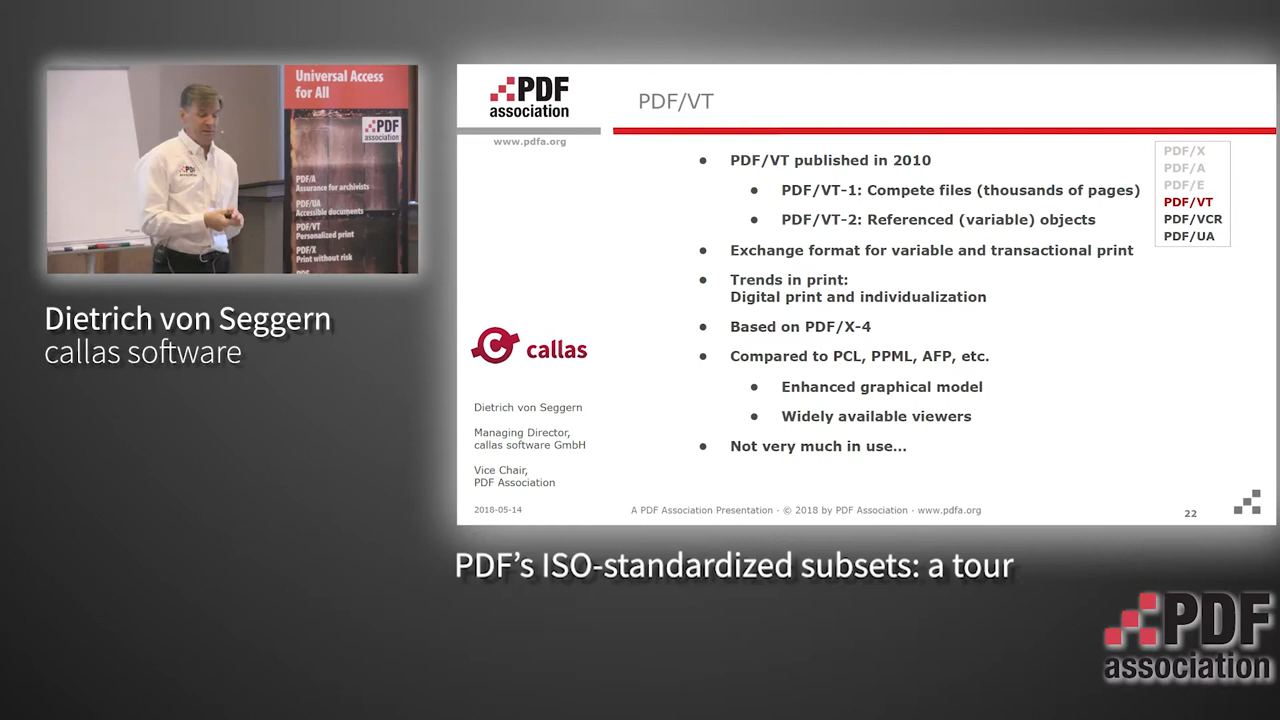 Universal Access
for All
PDF
association
PDF/A
Assurance for archivists
PDF/UA
Accessible documents
PDF/VT
Personalized print
PDF/X
Print without risk
Dietrich von Seggern
callas software
PDF
association
www.pdfa.org
PDF/VT
• PDF/VT published in 2010
• PDF/VT-1: Compete files (thousands of pages)
• PDF/VT-2: Referenced (variable) objects
• Exchange format for variable and transactional print
• Trends in print:
Digital print and individualization
• Based on PDF/X-4
• Compared to PCL, PPML, AFP, etc.
• Enhanced graphical model
• Widely available viewers
• Not very much in use...
PDF/X
PDF/A
PDF/E
PDF/VT
PDF/VCR
PDF/UA
callas
Dietrich von Seggern
Managing Director,
callas software GmbH
Vice Chair,
PDF Association
2018-05-14
A PDF Association Presentation · © 2018 by PDF Association · www.pdfa.org
22
PDF’s ISO-standardized subsets: a tour
PDF
association